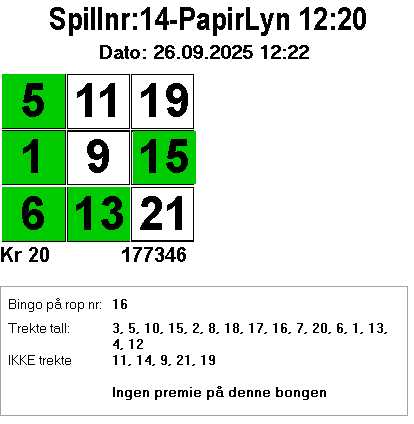 Spillnr:14-PapirLyn 12:20
Dato: 26.09.2025 12:22
5 11 19
1 9 15
6 13 21
Kr 20 177346
Bingo på rop nr: 16
Trekte tall: 3, 5, 10, 15, 2, 8, 18, 17, 16, 7, 20, 6, 1, 13,
4, 12
IKKE trekte 11, 14, 9, 21, 19
Ingen premie på denne bongen